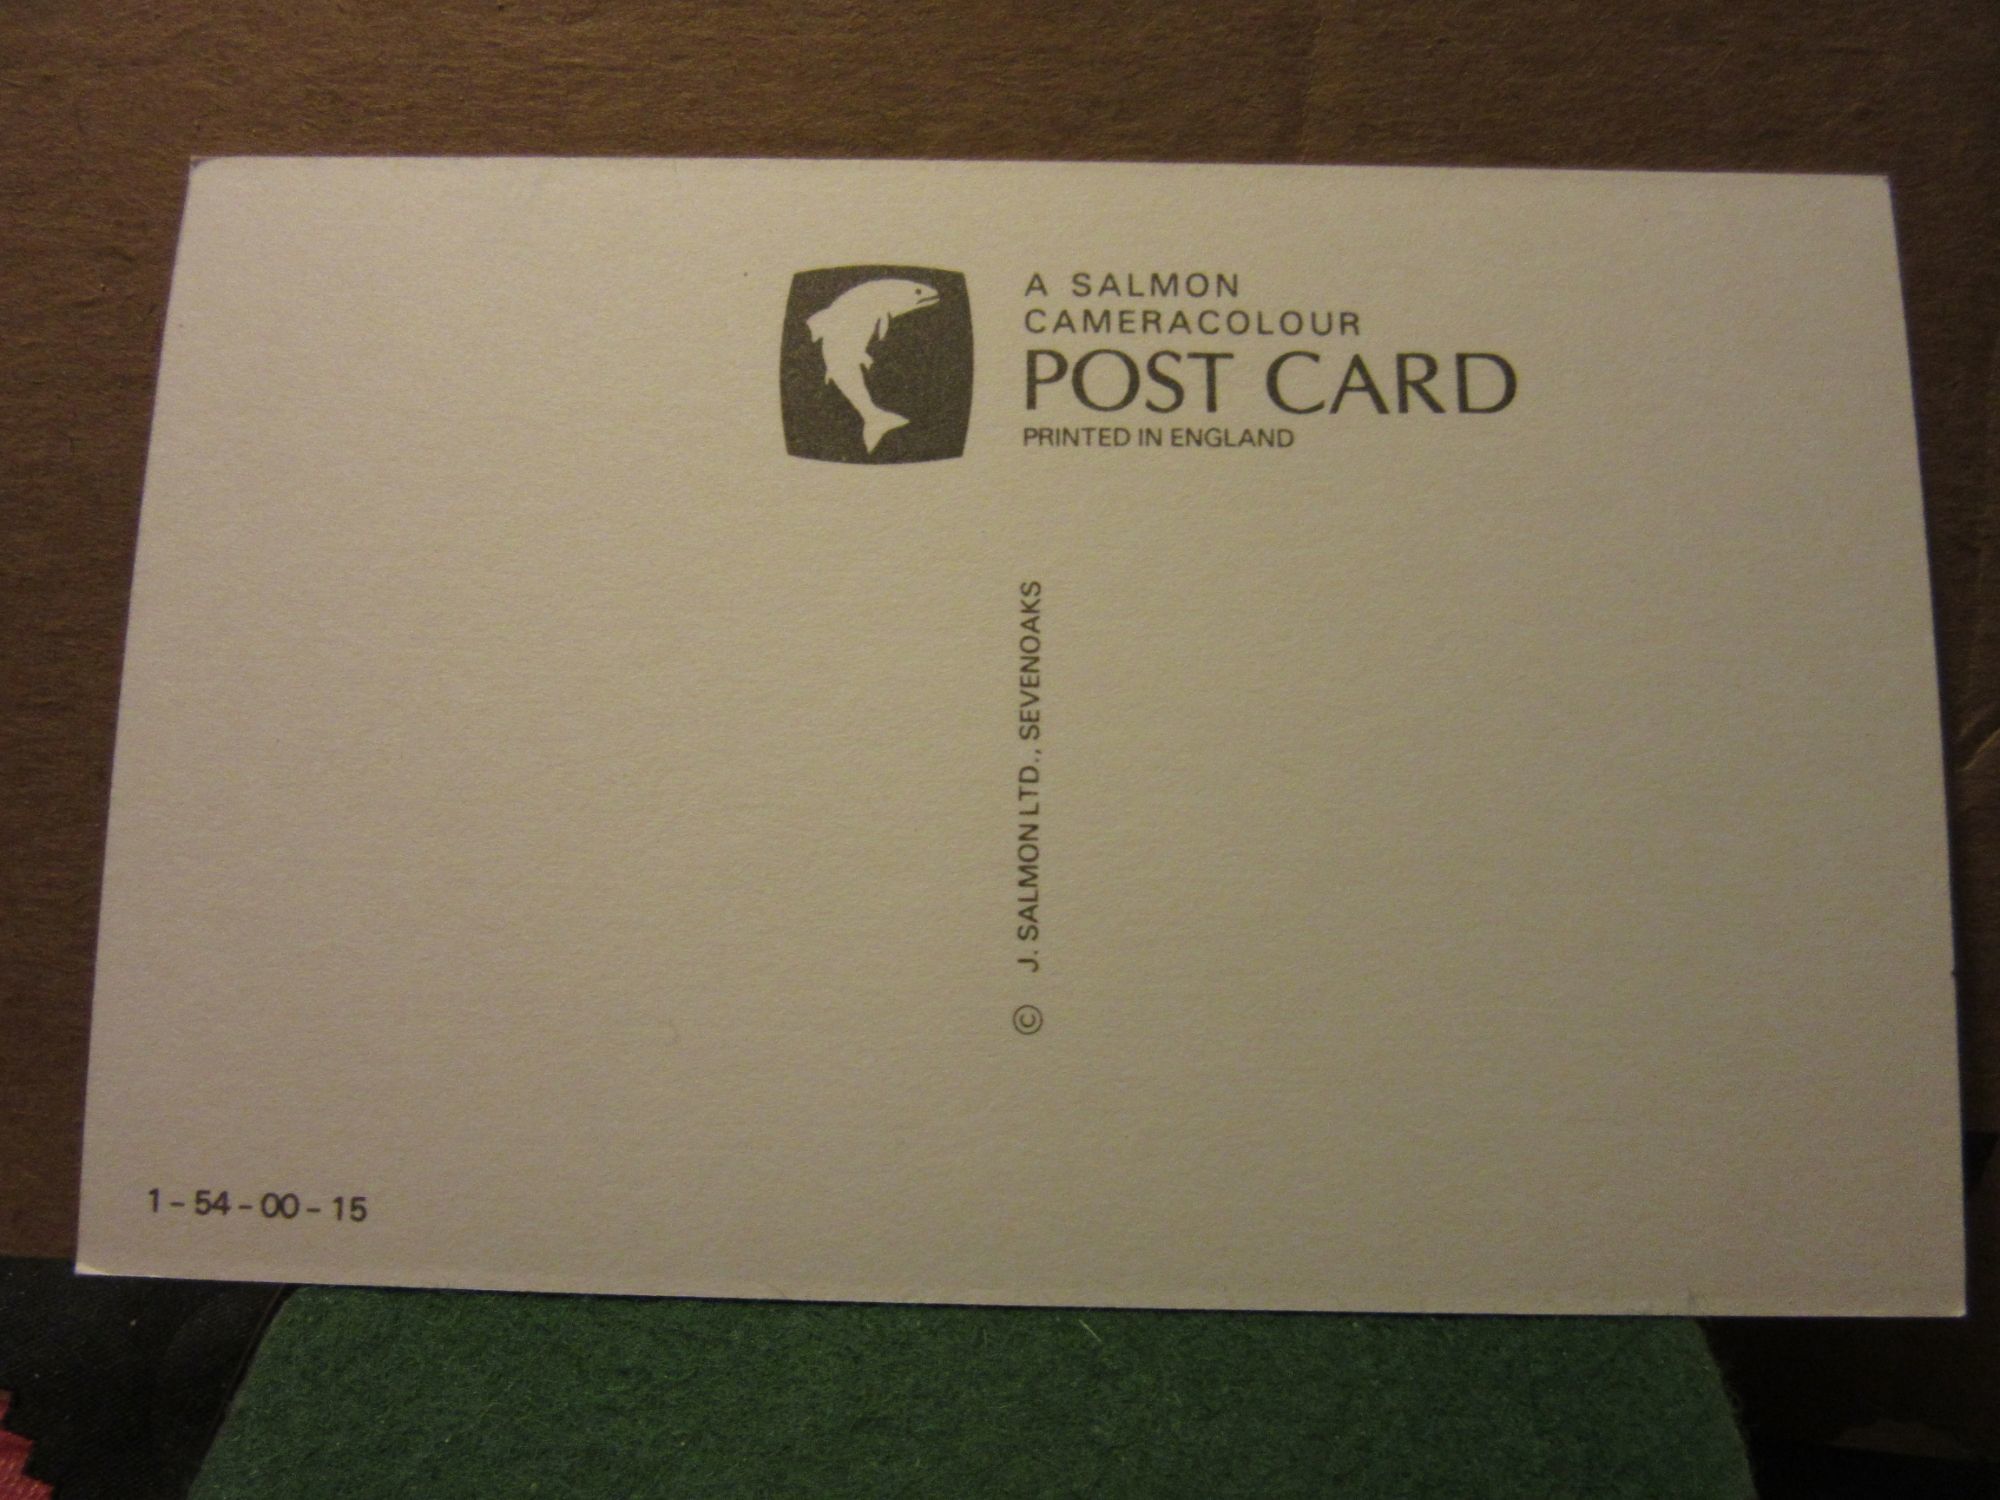 A SALMON
CAMERACOLOUR
POST CARD
PRINTED IN ENGLAND
© J. SALMON LTD., SEVENOAKS
1-54-00-15